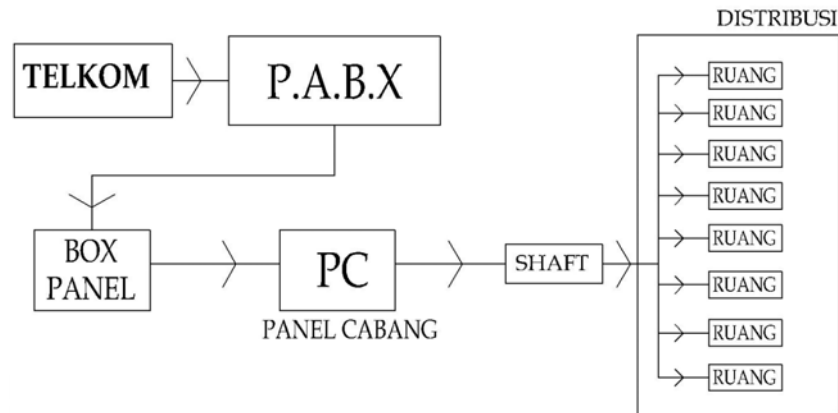 DISTRIBUSI
TELKOM
P.A.B.X
RUANG
RUANG
RUANG
RUANG
RUANG
RUANG
RUANG
RUANG
BOX
PANEL
PC
PANEL CABANG
SHAFT